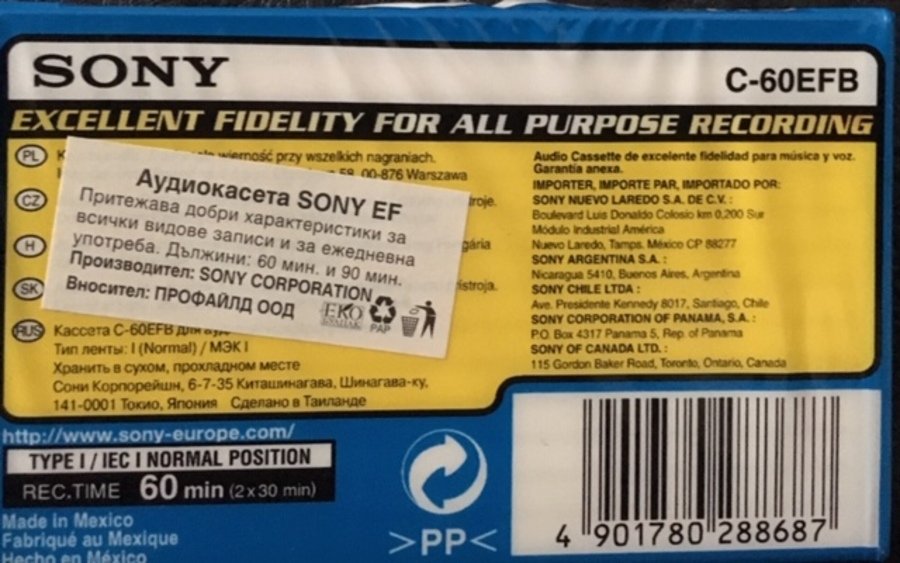 SONY
C-60EFB
EXCELLENT FIDELITY FOR ALL PURPOSE RECORDING
PL
wierność przy wszelkich nagraniach.
58, 00-876 Warszawa
CZ
H
SK
Аудиокасета SONY EF
Притежава добри характеристики за
всички видове записи и за ежедневна
употреба. Дължини: 60 мин. и 90 мин.
Производител: SONY CORPORATION
Вносител: ПРОФАЙЛД ООД
ЕКО
PAP
RUS Кассета C-60EFB для
Тип ленты: I (Normal) / МЭК I
Хранить в сухом, прохладном месте
Сони Корпорейшн, 6-7-35 Киташинагава, Шинагава-ку,
141-0001 Токио, Япония Сделано в Таиланде
Audio Cassette de excelente fidelidad para música y voz.
Garantía anexa.
IMPORTER, IMPORTE PAR, IMPORTADO POR:
SONY NUEVO LAREDO S.A. DE C.V. :
Boulevard Luis Donaldo Colosio km 0,200 Sur
Módulo Industrial América
Nuevo Laredo, Tamps. México CP 88277
SONY ARGENTINA S.A. :
Nicaragua 5410, Buenos Aires, Argentina
SONY CHILE LTDA :
Ave. Presidente Kennedy 8017, Santiago, Chile
SONY CORPORATION OF PANAMA, S.A. :
P.O. Box 4317 Panama 5, Rep. of Panama
SONY OF CANADA LTD. :
115 Gordon Baker Road, Toronto, Ontario, Canada
http://www.sony-europe.com/
TYPE I / IEC I NORMAL POSITION
REC.TIME 60 min (2 x 30 min)
Made in Mexico
Fabriqué au Mexique
Hecho en México
>PP<
4 901780 288687